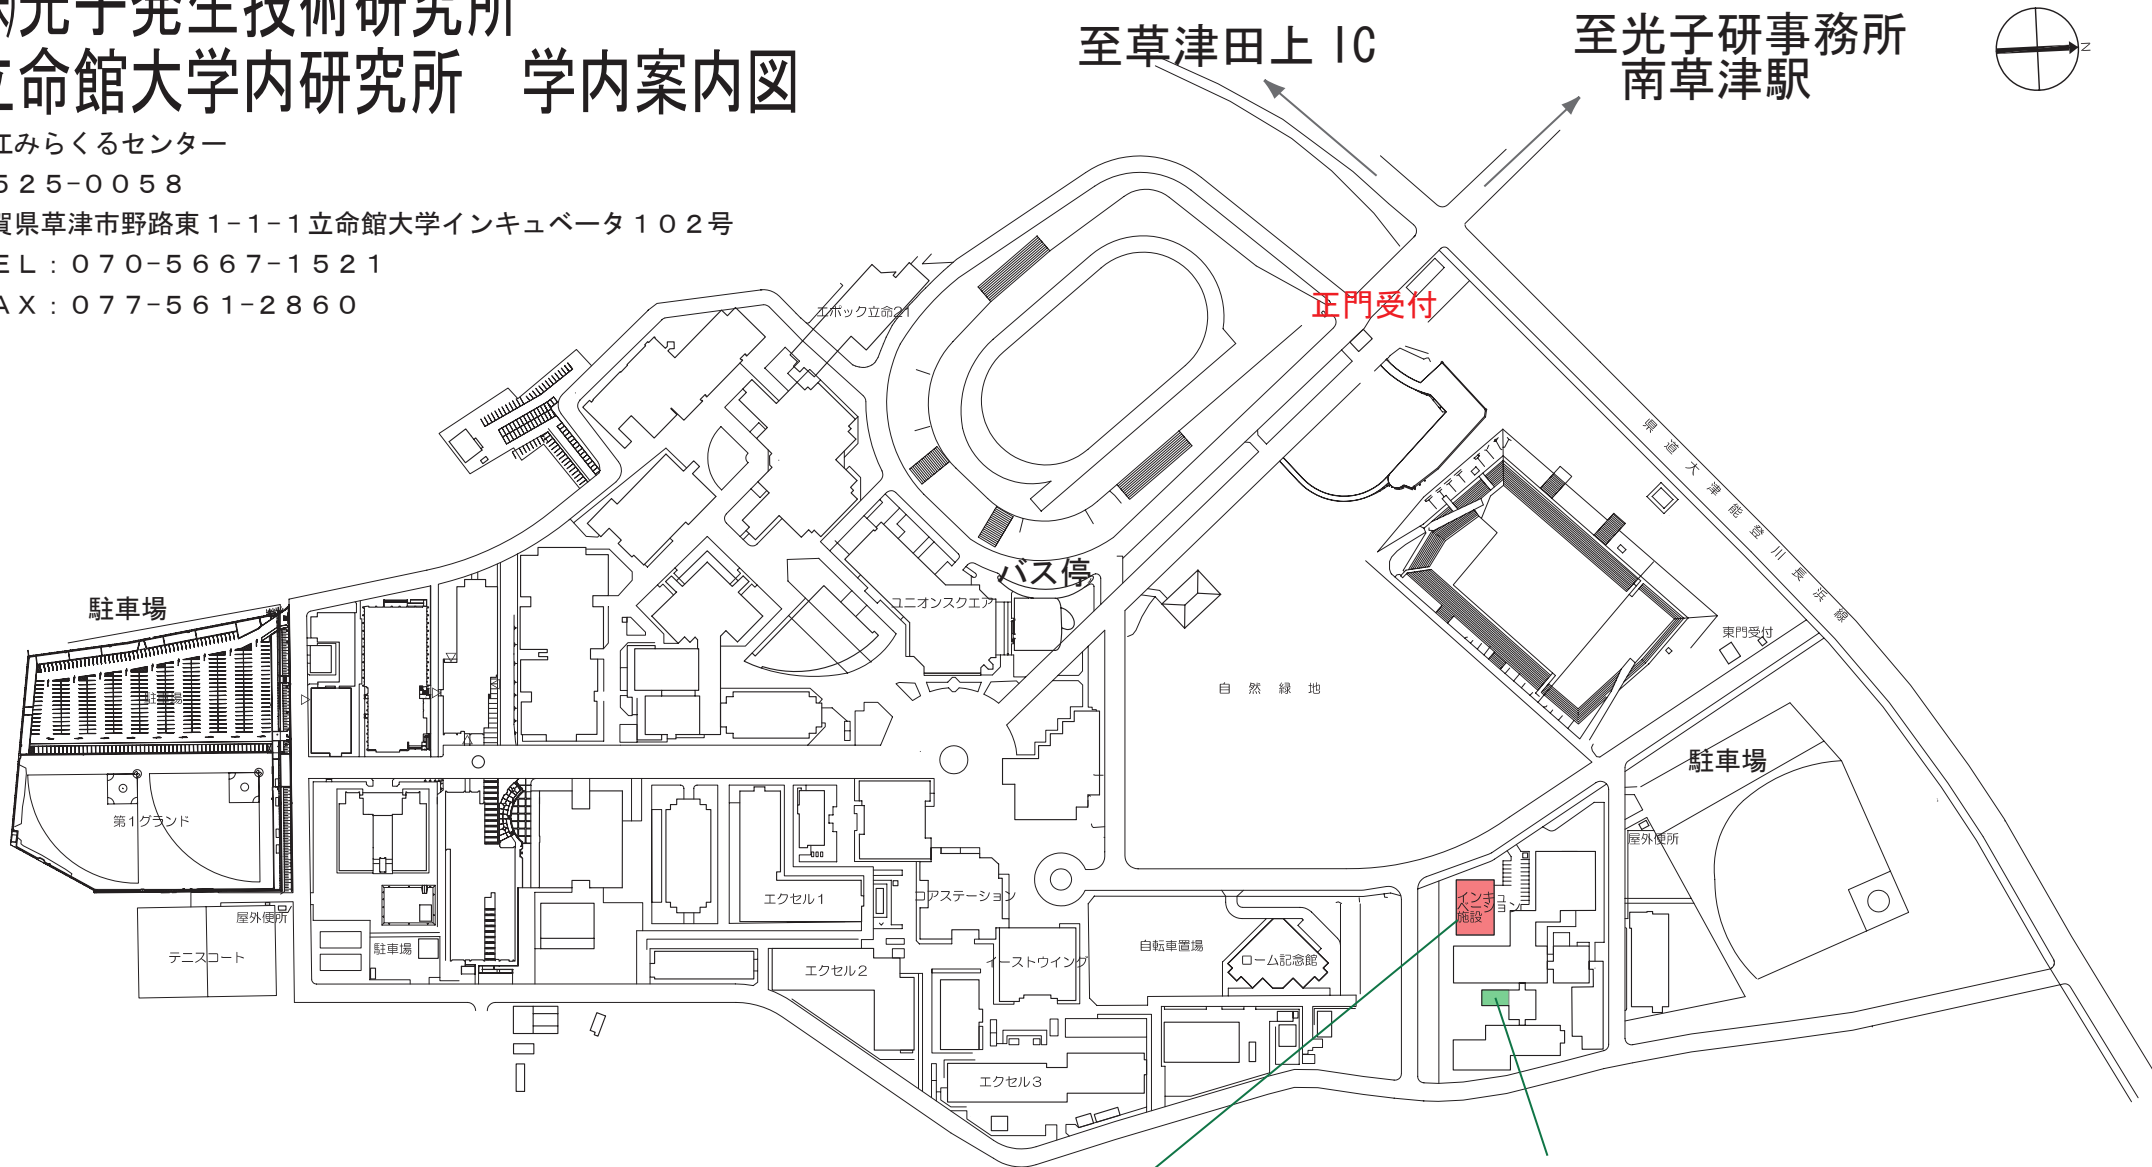 光子発生技術研究所
立命館大学内研究所　学内案内図
江みらくるセンター
５２５−００５８
賀県草津市野路東１−１−１立命館大学インキュベータ１０２号
ＥＬ：０７０−５６６７−１５２１
ＡＸ：０７７−５６１−２８６０
至草津田上 IC
至光子研事務所
南草津駅
Z
正門受付
エポック立命21
県道大津能登川長浜線
バス停
ユニオンスクエア
駐車場
駐車場
東門受付
自然緑地
駐車場
第１グランド
屋外便所
屋外便所
エクセル１
コアステーション
インキュ
ベーション
施設
テニスコート
駐車場
エクセル２
イーストウイング
自転車置場
ローム記念館
エクセル３